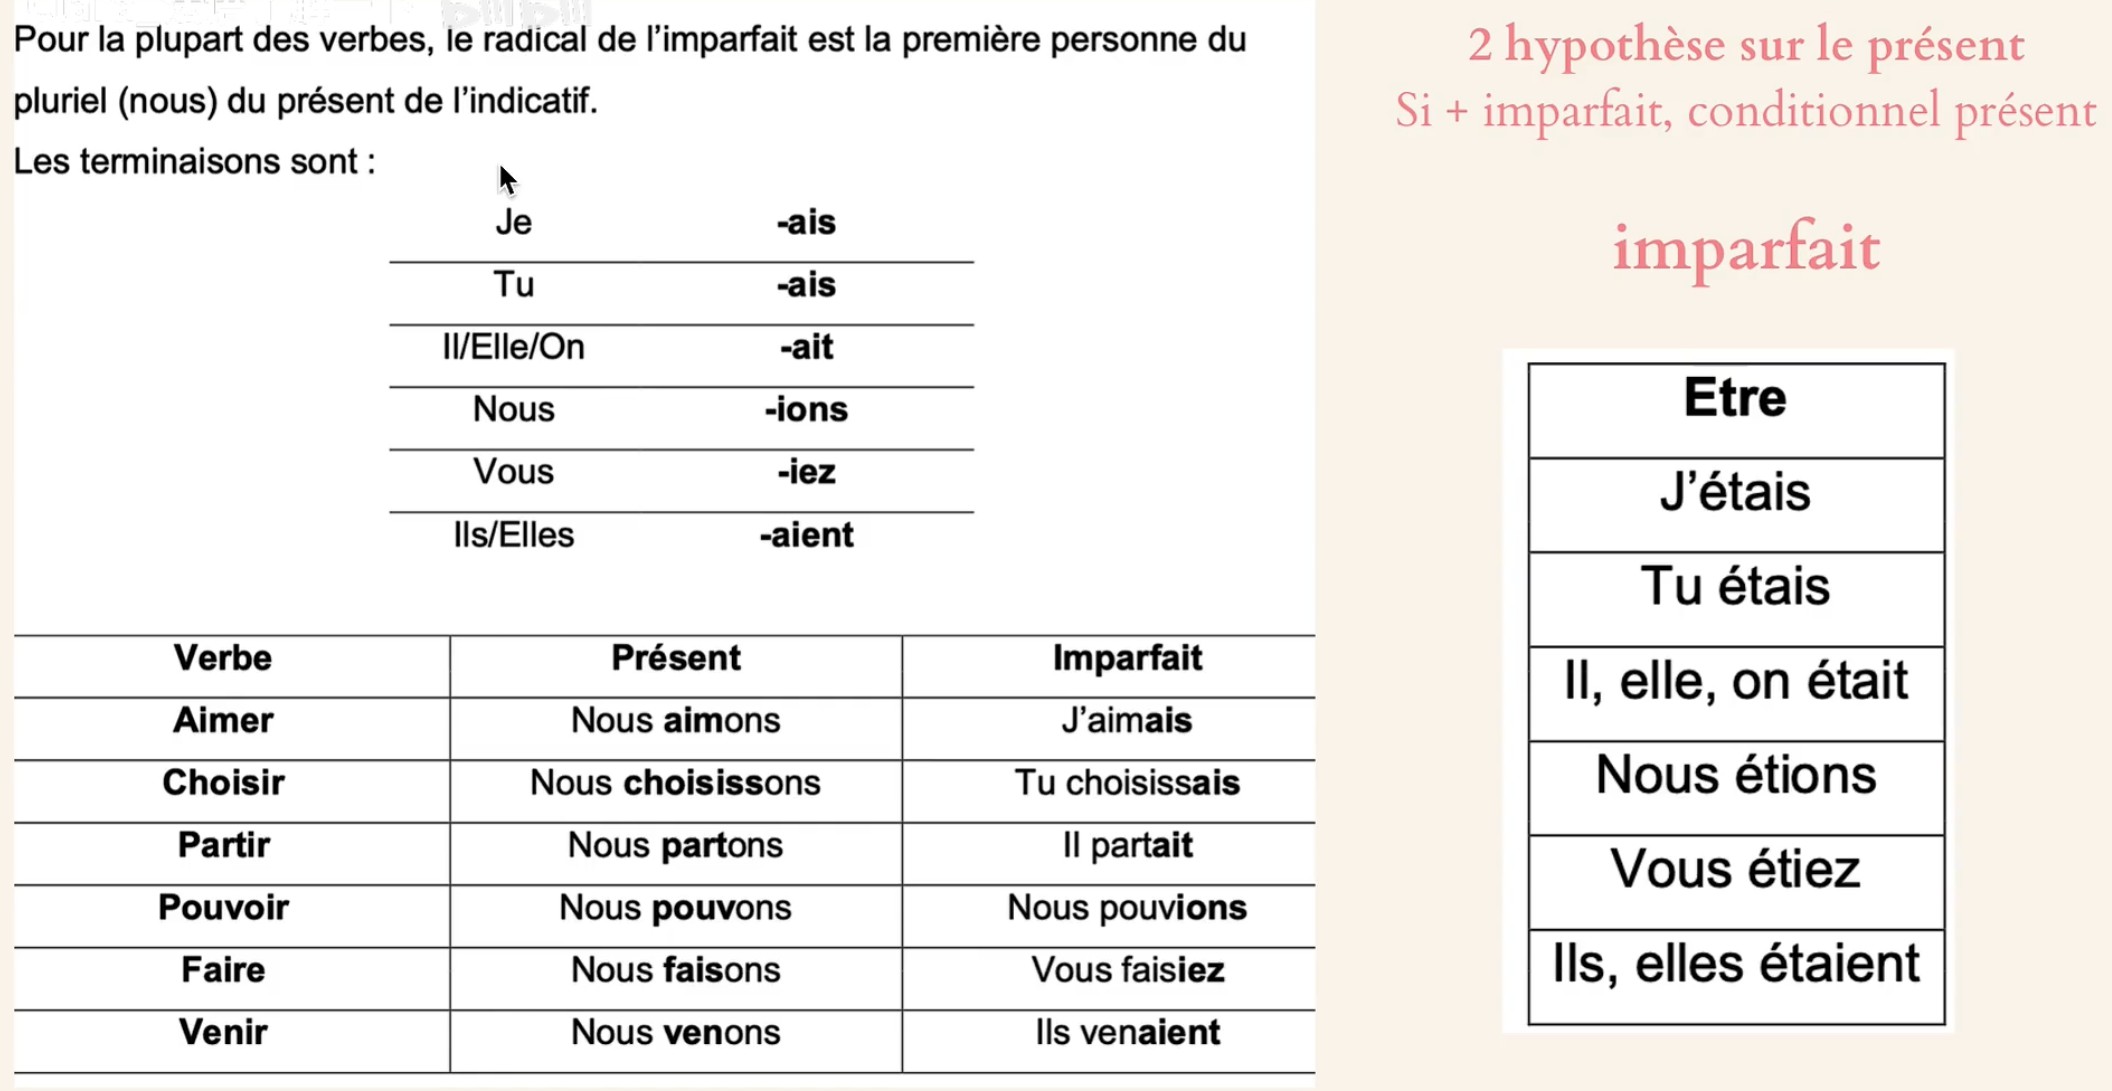 Pour la plupart des verbes, le radical de l’imparfait est la première personne du
pluriel (nous) du présent de l’indicatif.
Les terminaisons sont :
Je -ais
Tu -ais
Il/Elle/On -ait
Nous -ions
Vous -iez
Ils/Elles -aient
Verbe Présent Imparfait
Aimer Nous aimons J’aimais
Choisir Nous choisissons Tu choisissais
Partir Nous partons Il partait
Pouvoir Nous pouvons Nous pouvions
Faire Nous faisons Vous faisiez
Venir Nous venons Ils venaient
2 hypothèse sur le présent
Si + imparfait, conditionnel présent
imparfait
Etre
J’étais
Tu étais
Il, elle, on était
Nous étions
Vous étiez
Ils, elles étaient